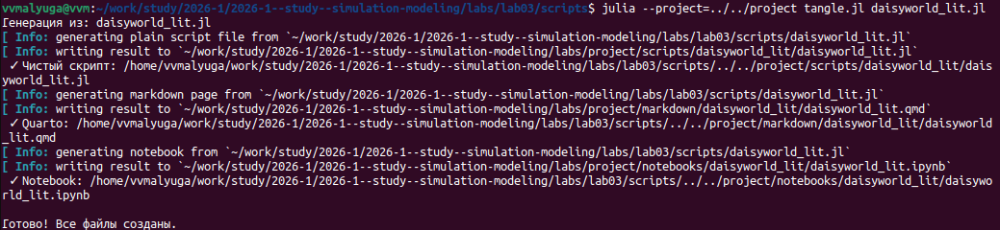 vvmalyuga@vvm:~/work/study/2026-1/2026-1--study--simulation-modeling/labs/lab03/scripts$ julia --project=../../project tangle.jl daisyworld_lit.jl
Генерация из: daisyworld_lit.jl
[ Info: generating plain script file from `~/work/study/2026-1/2026-1--study--simulation-modeling/labs/lab03/scripts/daisyworld_lit.jl`
[ Info: writing result to `~/work/study/2026-1/2026-1--study--simulation-modeling/labs/project/scripts/daisyworld_lit/daisyworld_lit.jl`
✓ Чистый скрипт: /home/vvmalyuga/work/study/2026-1/2026-1--study--simulation-modeling/labs/lab03/scripts/../../project/scripts/daisyworld_lit/dais
yworld_lit.jl
[ Info: generating markdown page from `~/work/study/2026-1/2026-1--study--simulation-modeling/labs/lab03/scripts/daisyworld_lit.jl`
[ Info: writing result to `~/work/study/2026-1/2026-1--study--simulation-modeling/labs/project/markdown/daisyworld_lit/daisyworld_lit.qmd`
✓ Quarto: /home/vvmalyuga/work/study/2026-1/2026-1--study--simulation-modeling/labs/lab03/scripts/../../project/markdown/daisyworld_lit/daisyworld
_lit.qmd
[ Info: generating notebook from `~/work/study/2026-1/2026-1--study--simulation-modeling/labs/lab03/scripts/daisyworld_lit.jl`
[ Info: writing result to `~/work/study/2026-1/2026-1--study--simulation-modeling/labs/project/notebooks/daisyworld_lit/daisyworld_lit.ipynb`
✓ Notebook: /home/vvmalyuga/work/study/2026-1/2026-1--study--simulation-modeling/labs/lab03/scripts/../../project/notebooks/daisyworld_lit/daisywo
rld_lit.ipynb
Готово! Все файлы созданы.